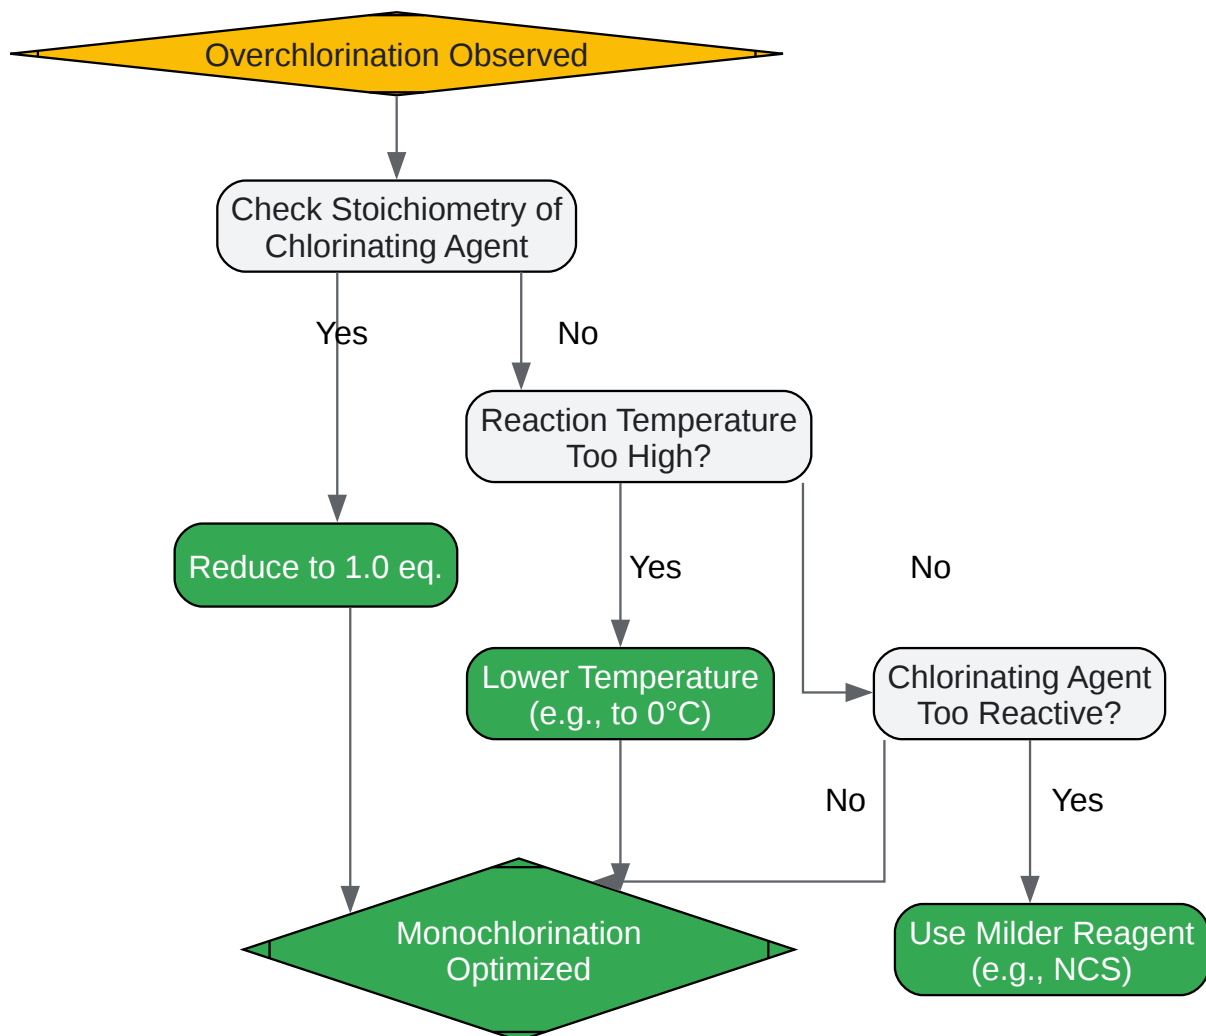 Overchlorination Observed
Check Stoichiometry of
Chlorinating Agent
Yes
No
Reaction Temperature
Too High?
Reduce to 1.0 eq.
Yes
No
Lower Temperature
(e.g., to 0°C)
Chlorinating Agent
Too Reactive?
No
Yes
Monochlorination
Optimized
Use Milder Reagent
(e.g., NCS)